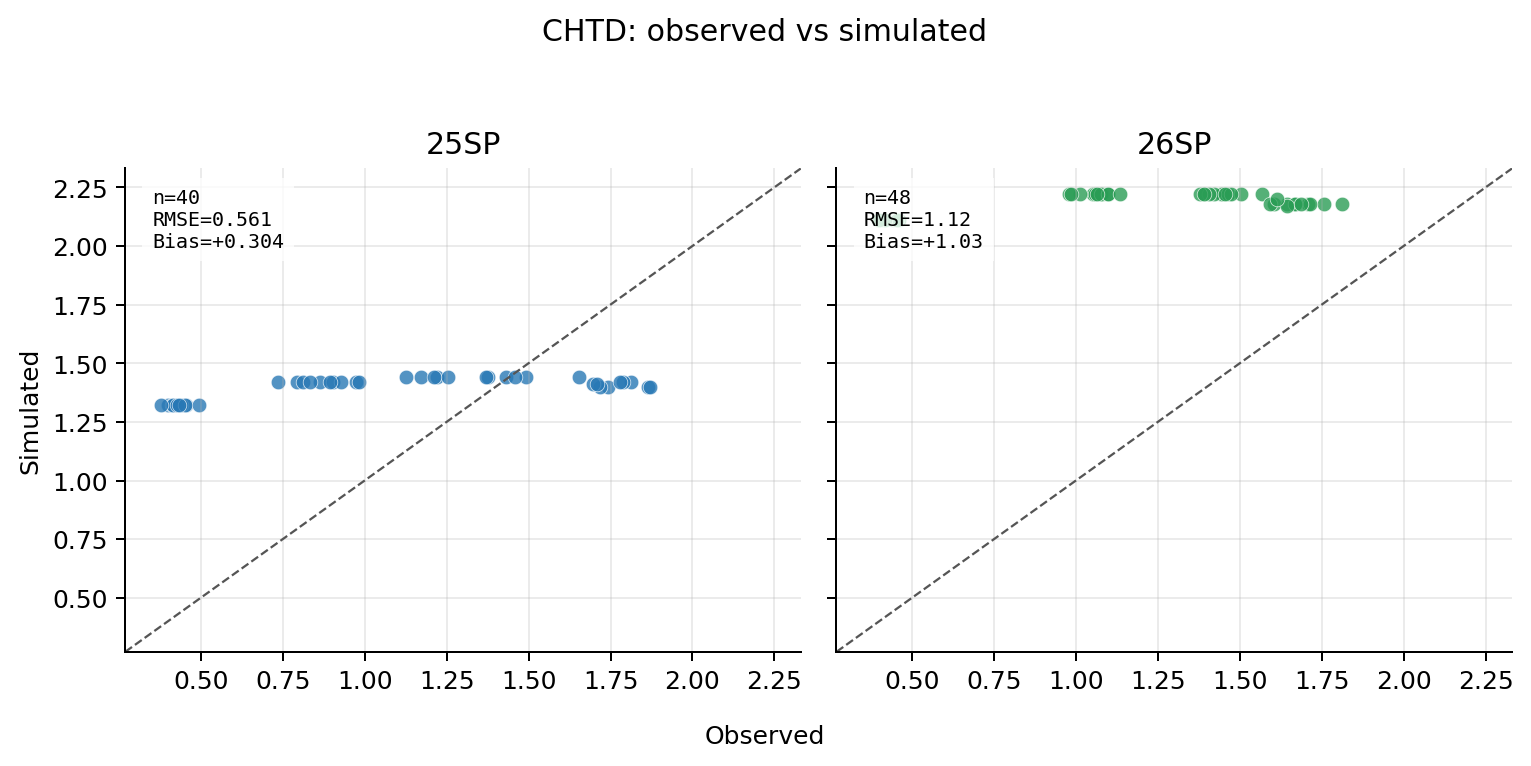 CHTD: observed vs simulated
25SP
26SP
n=40
RMSE=0.561
Bias=+0.304
n=48
RMSE=1.12
Bias=+1.03
2.25
2.00
1.75
1.50
1.25
1.00
0.75
0.50
Simulated
0.50 0.75 1.00 1.25 1.50 1.75 2.00 2.25
0.50 0.75 1.00 1.25 1.50 1.75 2.00 2.25
Observed